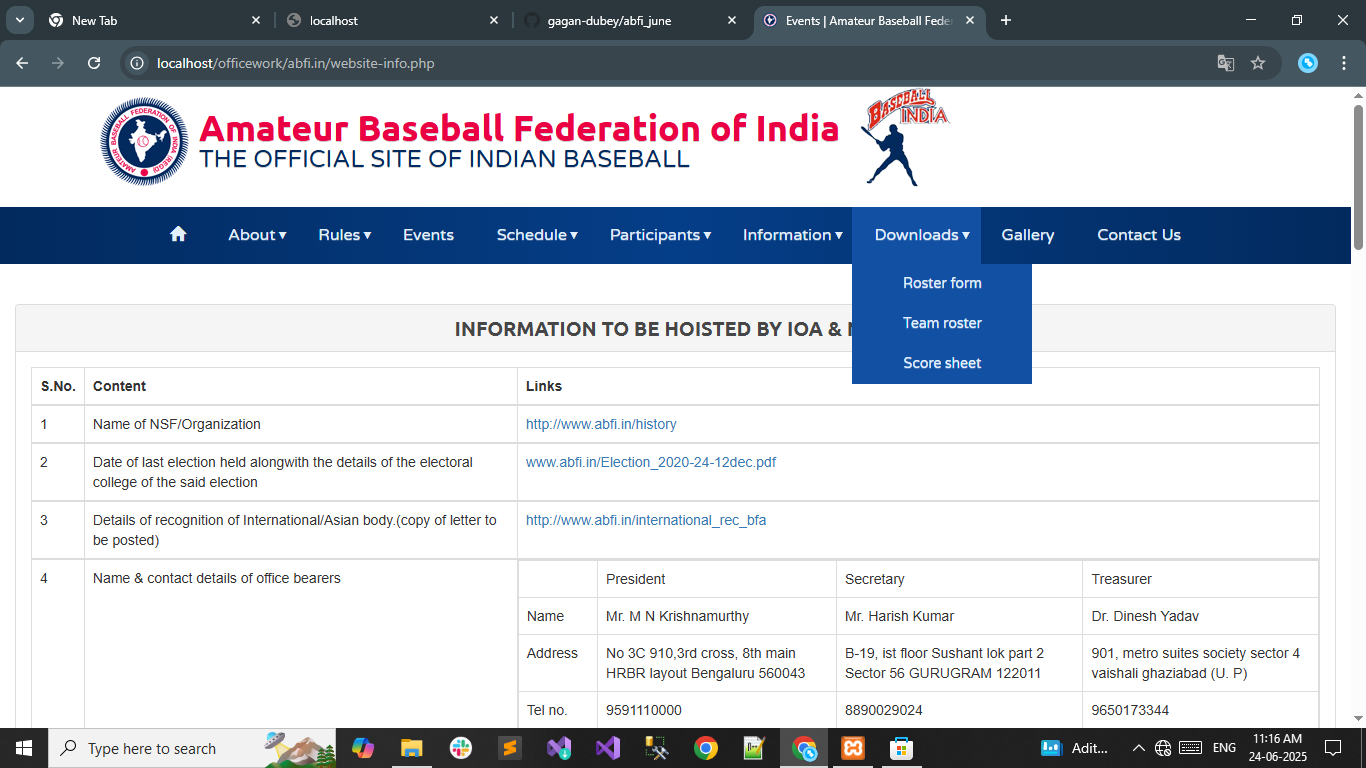 New Tab
localhost
gagan-dubey/abfi_june
Events | Amateur Baseball Feder
localhost/officework/abfi.in/website-info.php
AMATEUR BASEBALL FEDERATION OF INDIA
Amateur Baseball Federation of India
THE OFFICIAL SITE OF INDIAN BASEBALL
BASEBALL
INDIA
About ▾ Rules ▾ Events Schedule ▾ Participants ▾ Information ▾ Downloads ▾ Gallery Contact Us
Roster form
Team roster
Score sheet
INFORMATION TO BE HOISTED BY IOA &
S.No. Content Links
1 Name of NSF/Organization http://www.abfi.in/history
2 Date of last election held alongwith the details of the electoral www.abfi.in/Election_2020-24-12dec.pdf
college of the said election
3 Details of recognition of International/Asian body.(copy of letter to http://www.abfi.in/international_rec_bfa
be posted)
4 Name & contact details of office bearers President Secretary Treasurer
Name Mr. M N Krishnamurthy Mr. Harish Kumar Dr. Dinesh Yadav
Address No 3C 910,3rd cross, 8th main B-19, ist floor Sushant lok part 2 901, metro suites society sector 4
HRBR layout Bengaluru 560043 Sector 56 GURUGRAM 122011 vaishali ghaziabad (U. P)
Tel no. 9591110000 8890029024 9650173344
Type here to search
Adit...
ENG
11:16 AM
24-06-2025